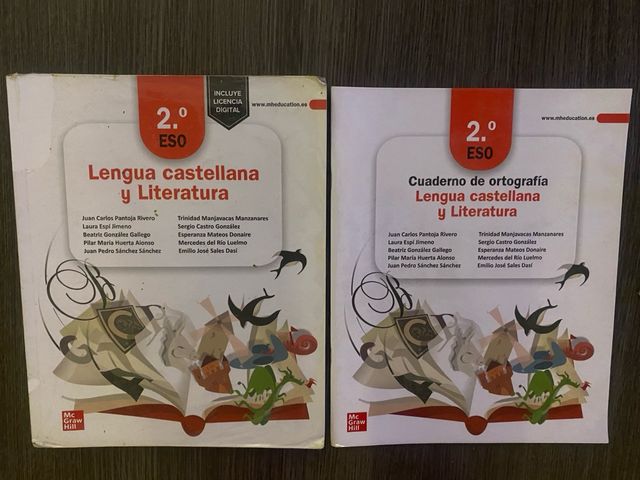 INCLUYE
LICENCIA
DIGITAL
www.mheducation.es
2.º
ESO
Lengua castellana
y Literatura
Juan Carlos Pantoja Rivero
Laura Espí Jimeno
Beatriz González Gallego
Pilar María Huerta Alonso
Juan Pedro Sánchez Sánchez
Trinidad Manjavacas Manzanares
Sergio Castro González
Esperanza Mateos Donaire
Mercedes del Río Luelmo
Emilio José Sales Dasí
Mc
Graw
Hill
www.mheducation.es
2.º
ESO
Cuaderno de ortografía
Lengua castellana
y Literatura
Juan Carlos Pantoja Rivero
Laura Espí Jimeno
Beatriz González Gallego
Pilar María Huerta Alonso
Juan Pedro Sánchez Sánchez
Trinidad Manjavacas Manzanares
Sergio Castro González
Esperanza Mateos Donaire
Mercedes del Río Luelmo
Emilio José Sales Dasí
Mc
Graw
Hill